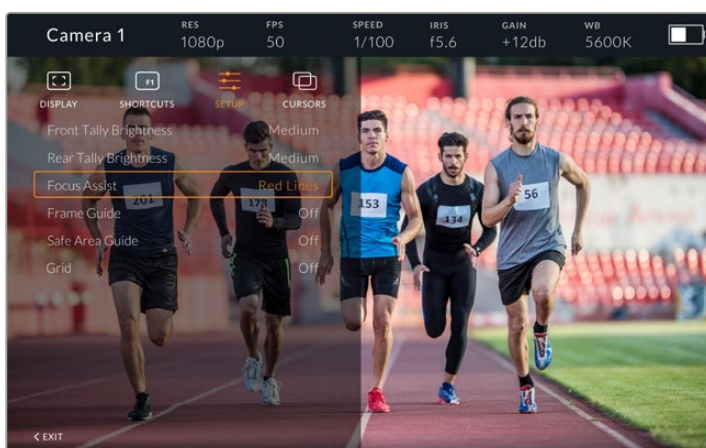 Camera 1
RES FPS SPEED IRIS GAIN WB
1080p 50 1/100 f5.6 +12db 5600K
F1
DISPLAY SHORTCUTS SETUP CURSORS
Front Tally Brightness Medium
Rear Tally Brightness Medium
Focus Assist Red Lines
Frame Guide Off
Safe Area Guide Off
Grid Off
< EXIT
201
178
153
134
56